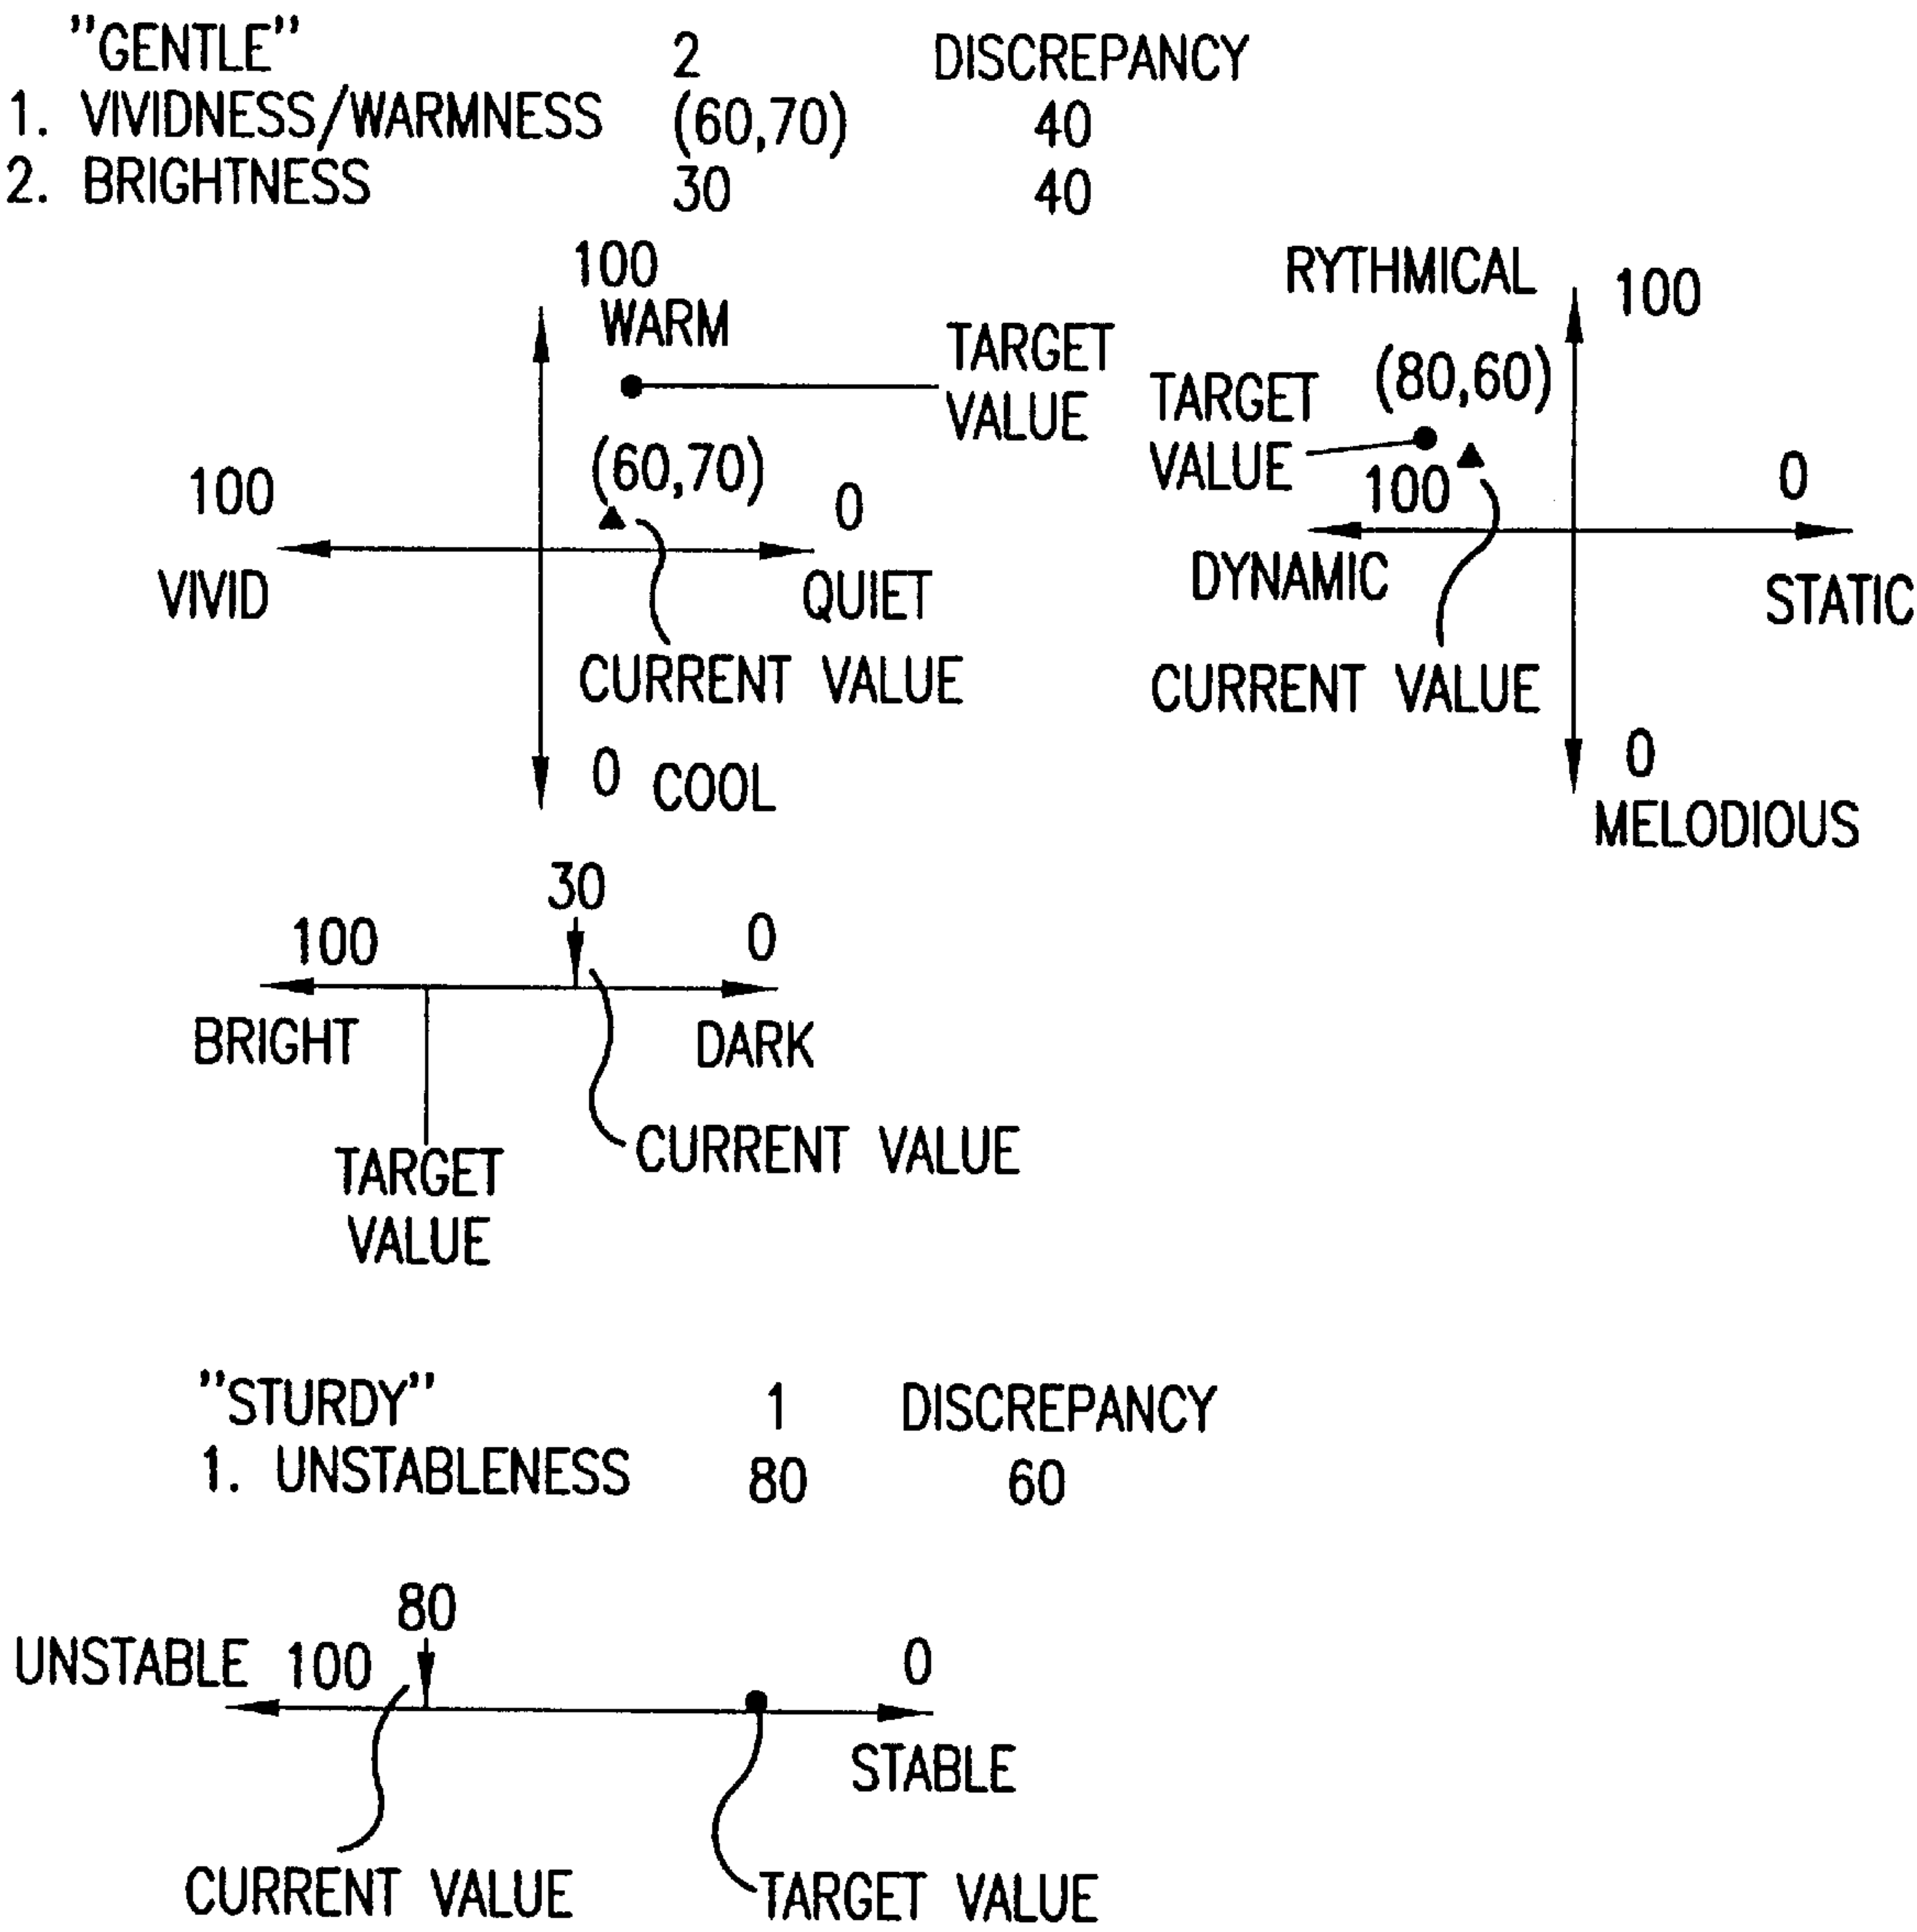 "GENTLE" 2 DISCREPANCY
1. VIVIDNESS/WARMNESS (60,70) 40
2. BRIGHTNESS 30 40
100
WARM
TARGET
VALUE
(60,70)
100
0
VIVID
QUIET
CURRENT VALUE
0 COOL
RYTHMICAL 100
(80,60)
TARGET
VALUE
100
0
DYNAMIC
STATIC
CURRENT VALUE
0
MELODIOUS
30
100
0
BRIGHT
DARK
CURRENT VALUE
TARGET
VALUE
"STURDY" 1 DISCREPANCY
1. UNSTABLENESS 80 60
80
UNSTABLE 100
0
STABLE
CURRENT VALUE
TARGET VALUE